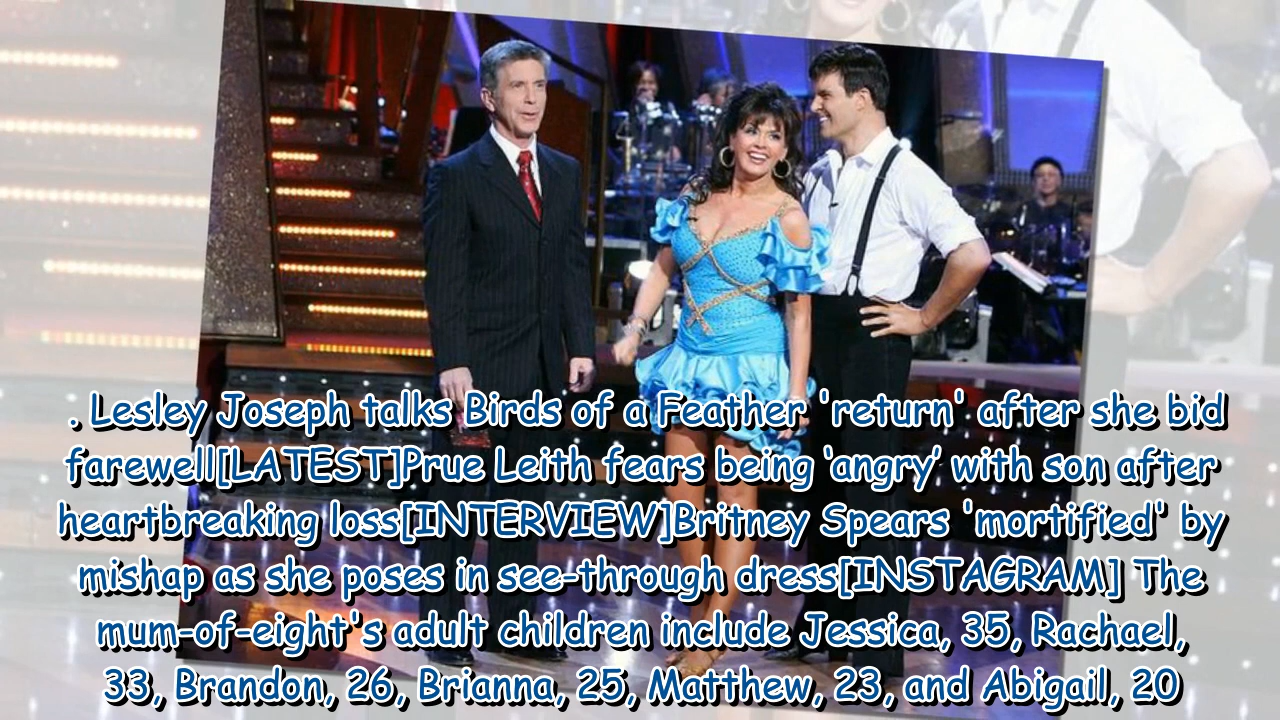 . Lesley Joseph talks Birds of a Feather 'return' after she bid
farewell[LATEST]Prue Leith fears being ‘angry’ with son after
heartbreaking loss[INTERVIEW]Britney Spears 'mortified' by
mishap as she poses in see-through dress[INSTAGRAM] The
mum-of-eight's adult children include Jessica, 35, Rachael,
33, Brandon, 26, Brianna, 25, Matthew, 23, and Abigail, 20